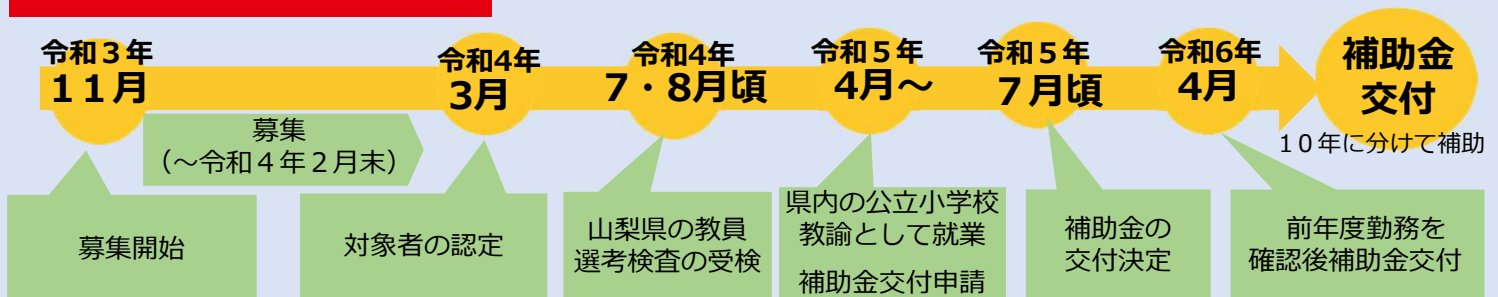 令和３年
１１月
令和4年
3月
令和4年
７・8月頃
令和５年
4月～
令和５年
７月頃
令和6年
4月
補助金
交付
１０年に分けて補助
募集
（～令和４年２月末）
募集開始
対象者の認定
山梨県の教員
選考検査の受検
県内の公立小学校
教諭として就業
補助金交付申請
補助金の
交付決定
前年度勤務を
確認後補助金交付